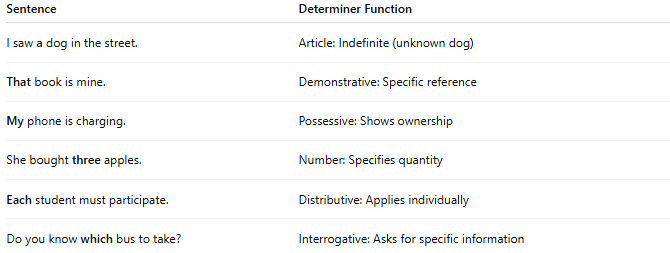 Sentence Determiner Function
I saw a dog in the street. Article: Indefinite (unknown dog)
That book is mine. Demonstrative: Specific reference
My phone is charging. Possessive: Shows ownership
She bought three apples. Number: Specifies quantity
Each student must participate. Distributive: Applies individually
Do you know which bus to take? Interrogative: Asks for specific information